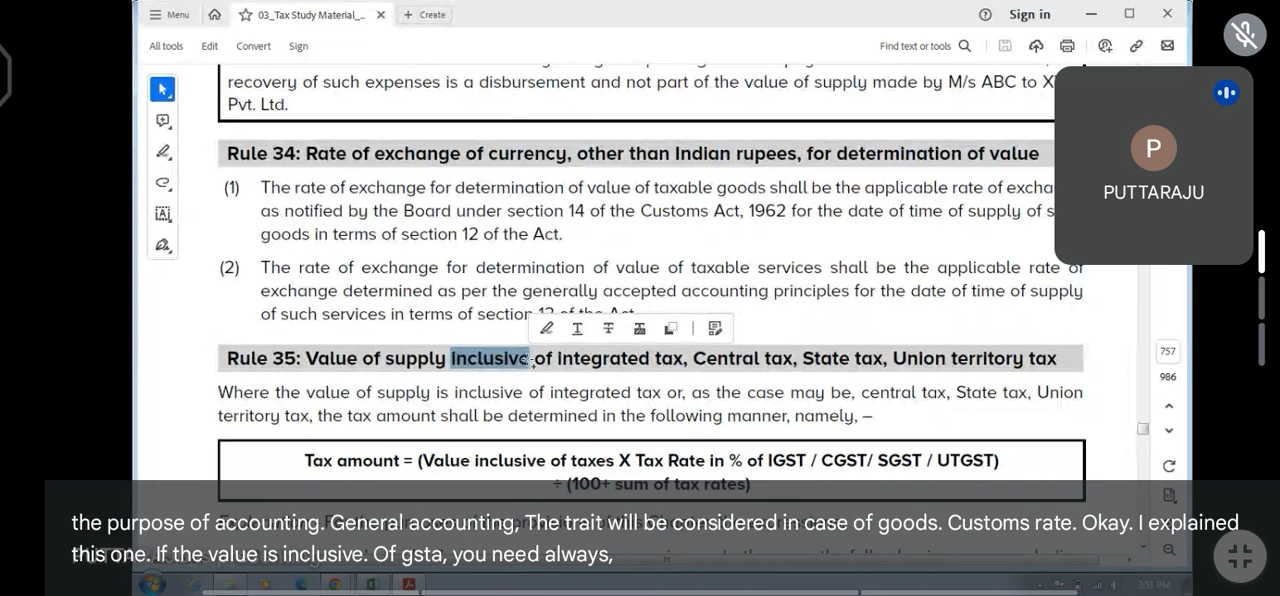 Menu
03_Tax Study Material_...
Create
Sign in
All tools
Edit
Convert
Sign
Find text or tools
recovery of such expenses is a disbursement and not part of the value of supply made by M/s ABC to
Pvt. Ltd.
Rule 34: Rate of exchange of currency, other than Indian rupees, for determination of value
(1) The rate of exchange for determination of value of taxable goods shall be the applicable rate of excha
as notified by the Board under section 14 of the Customs Act, 1962 for the date of time of supply of s
goods in terms of section 12 of the Act.
(2) The rate of exchange for determination of value of taxable services shall be the applicable rate of
exchange determined as per the generally accepted accounting principles for the date of time of supply
of such services in terms of section 13 of the Act.
Rule 35: Value of supply inclusive of integrated tax, Central tax, State tax, Union territory tax
Where the value of supply is inclusive of integrated tax or, as the case may be, central tax, State tax, Union
territory tax, the tax amount shall be determined in the following manner, namely, –
Tax amount = (Value inclusive of taxes X Tax Rate in % of IGST / CGST/ SGST / UTGST)
÷ (100+ sum of tax rates)
P
PUTTARAJU
757
986
the purpose of accounting. General accounting, The trait will be considered in case of goods. Customs rate. Okay. I explained
this one. If the value is inclusive. Of gsta, you need always,
3:51 PM